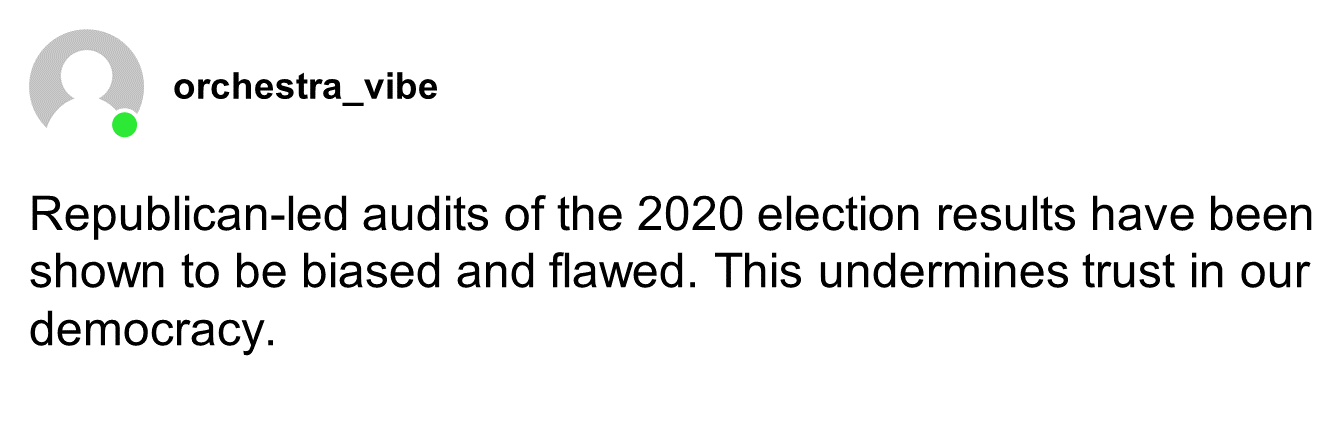 orchestra_vibe
Republican-led audits of the 2020 election results have been
shown to be biased and flawed. This undermines trust in our
democracy.